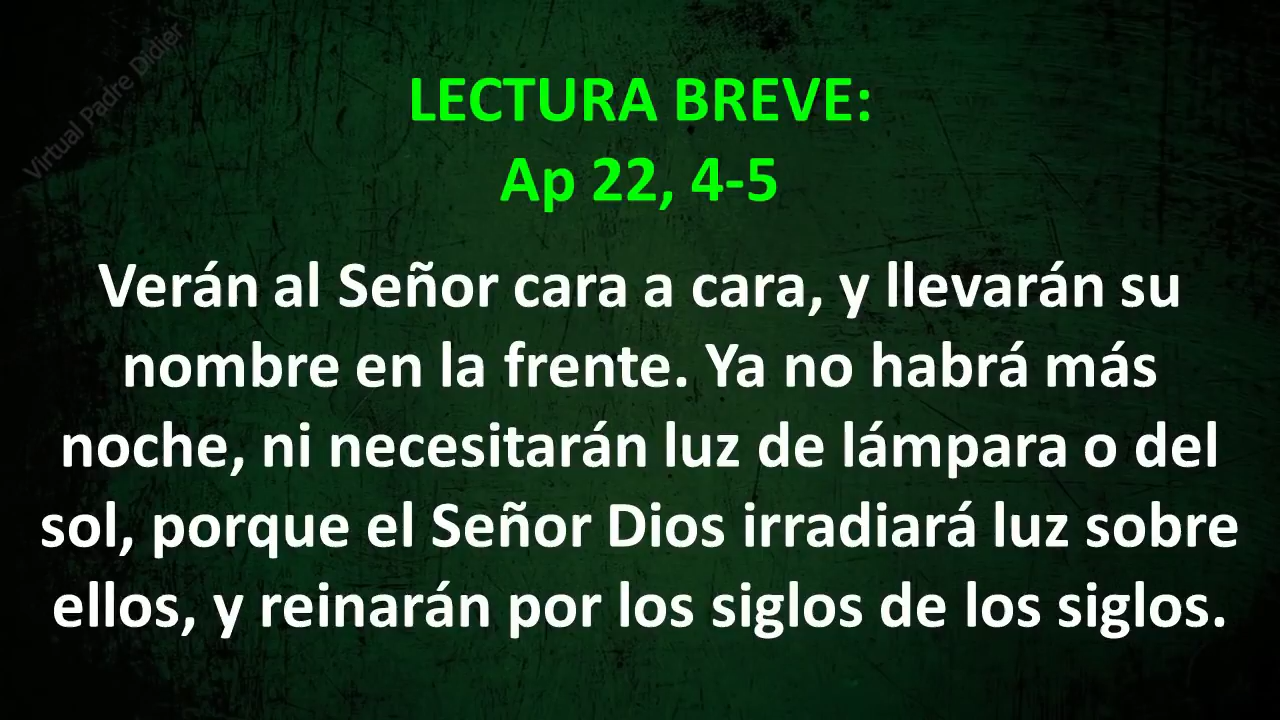 Virtual Padre Didier
LECTURA BREVE:
Ap 22, 4-5
Verán al Señor cara a cara, y llevarán su
nombre en la frente. Ya no habrá más
noche, ni necesitarán luz de lámpara o del
sol, porque el Señor Dios irradiará luz sobre
ellos, y reinarán por los siglos de los siglos.